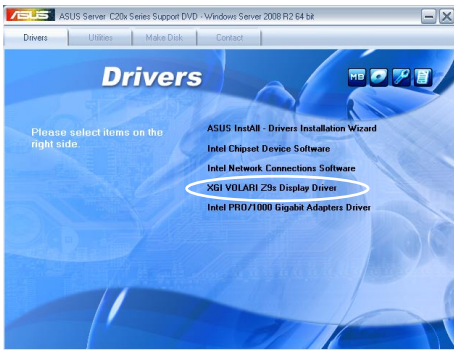 ASUS ASUS Server C20x Series Support DVD - Windows Server 2008 R2 64 bit
Drivers Utilities Make Disk Contact
Drivers
MB
Please select items on the
right side.
ASUS InstAll - Drivers Installation Wizard
Intel Chipset Device Software
Intel Network Connections Software
XGI VOLARI Z9s Display Driver
Intel PRO/1000 Gigabit Adapters Driver